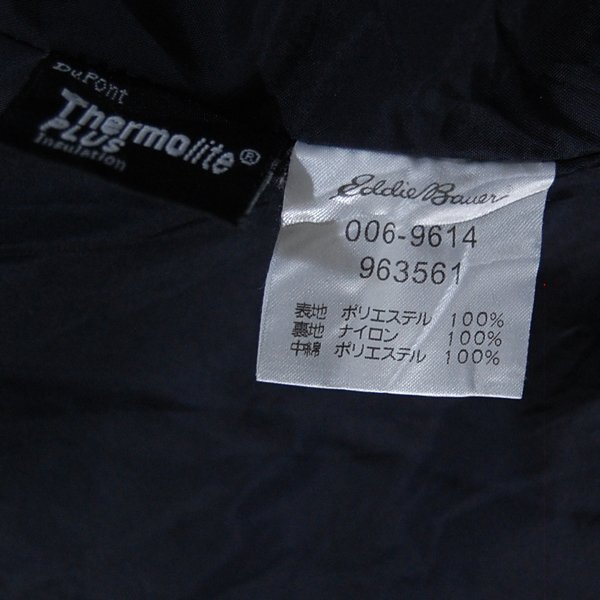 DuPont
Thermolite®
PLUS
Insulation
Eddie Bauer
006-9614
963561
表地 ポリエステル 100%
裏地 ナイロン 100%
中綿 ポリエステル 100%